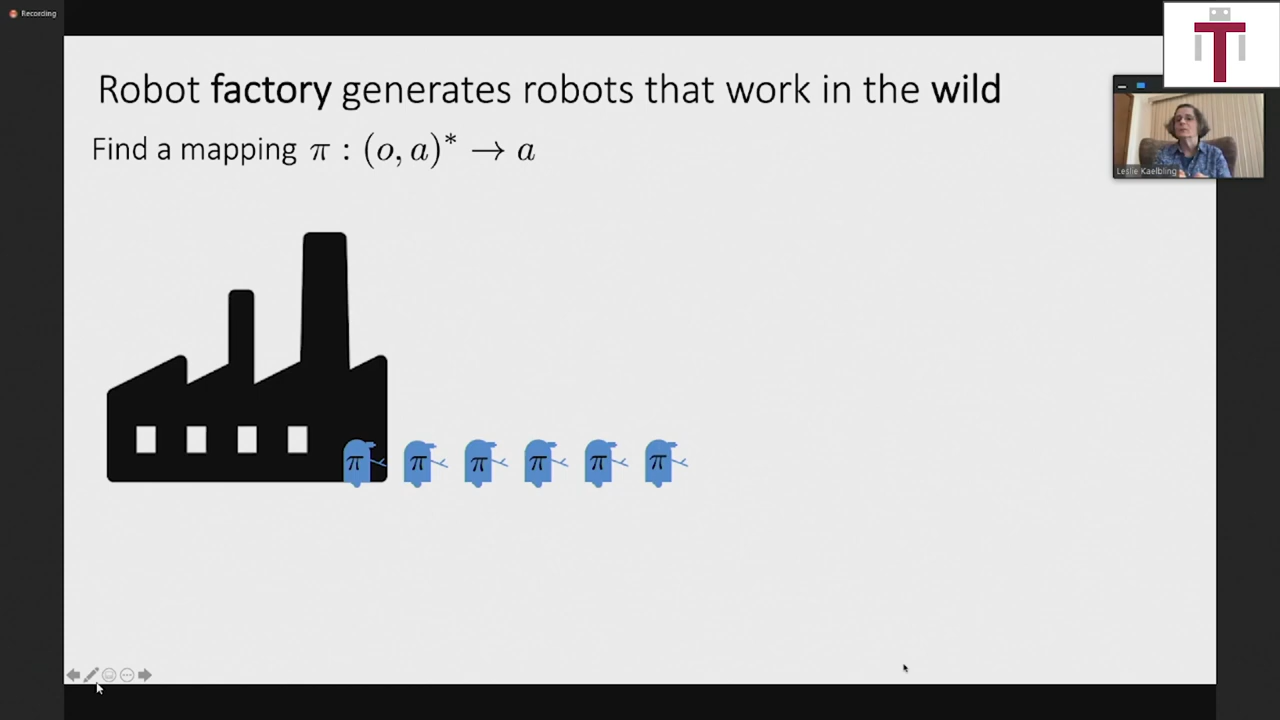 Recording
T
Robot factory generates robots that work in the wild
Find a mapping π : (o, a)* → a
Leslie Kaelbling
π π π π π π